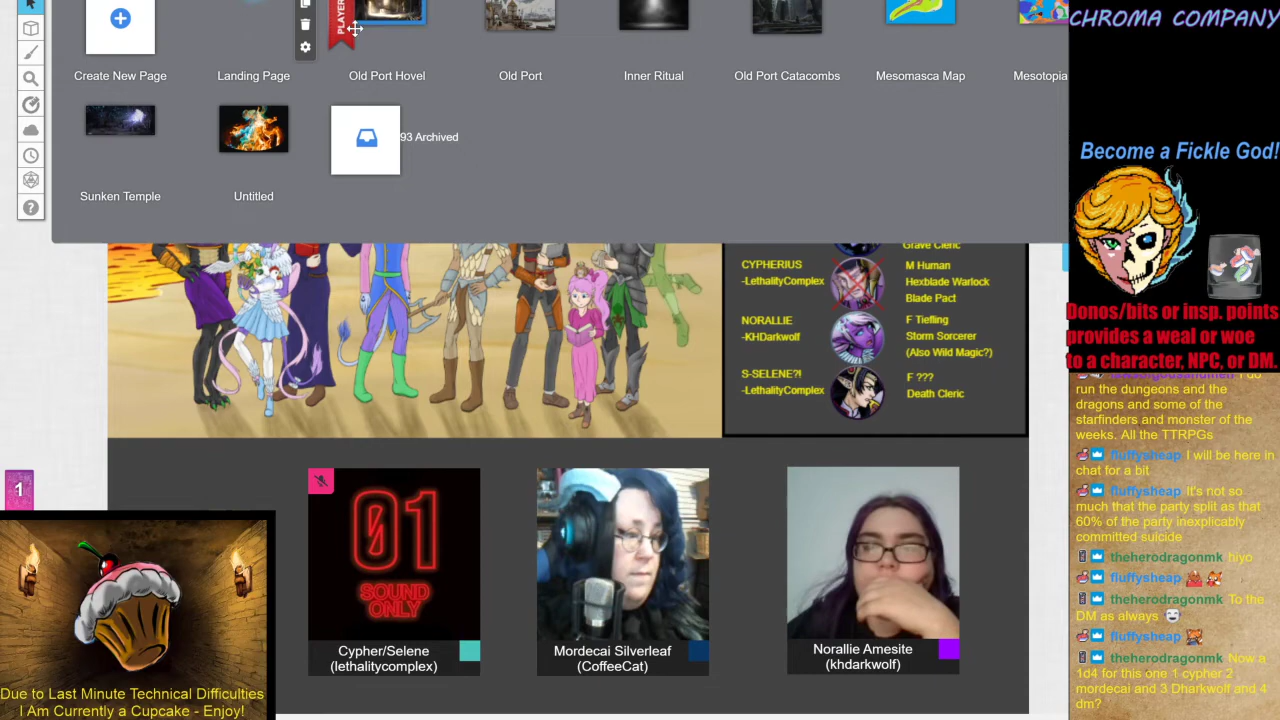 PLAYER
Create New Page
Landing Page
Old Port Hovel
Old Port
Inner Ritual
Old Port Catacombs
Mesomasca Map
Mesotopia
93 Archived
Sunken Temple
Untitled
Grave Cleric
CYPHERIUS
-LethalityComplex
M Human
Hexblade Warlock
Blade Pact
NORALLIE
-KHDarkwolf
F Tiefling
Storm Sorcerer
(Also Wild Magic?)
S-SELENE?!
-LethalityComplex
F ???
Death Cleric
1
01
SOUND
ONLY
Cypher/Selene
(lethalitycomplex)
Mordecai Silverleaf
(CoffeeCat)
Norallie Amesite
(khdarkwolf)
Due to Last Minute Technical Difficulties
I Am Currently a Cupcake - Enjoy!
CHROMA COMPANY
Become a Fickle God!
Donos/bits or insp. points
provides a weal or woe
to a character, NPC, or DM.
I do
run the dungeons and the
dragons and some of the
starfinders and monster of the
weeks. All the TTRPGs
fluffysheap I will be here in
chat for a bit
fluffysheap It's not so
much that the party split as that
60% of the party inexplicably
committed suicide
theherodragonmk hiyo
fluffysheap
theherodragonmk To the
DM as always
fluffysheap
theherodragonmk Now a
1d4 for this one 1 cypher 2
mordecai and 3 Dharkwolf and 4
dm?